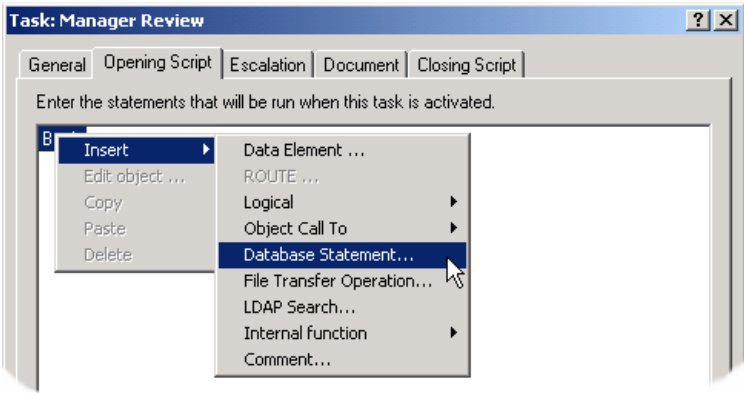 Task: Manager Review
General Opening Script Escalation Document Closing Script
Enter the statements that will be run when this task is activated.
Insert
Edit object ...
Copy
Paste
Delete
Data Element ...
ROUTE ...
Logical
Object Call To
Database Statement...
File Transfer Operation...
LDAP Search...
Internal function
Comment...